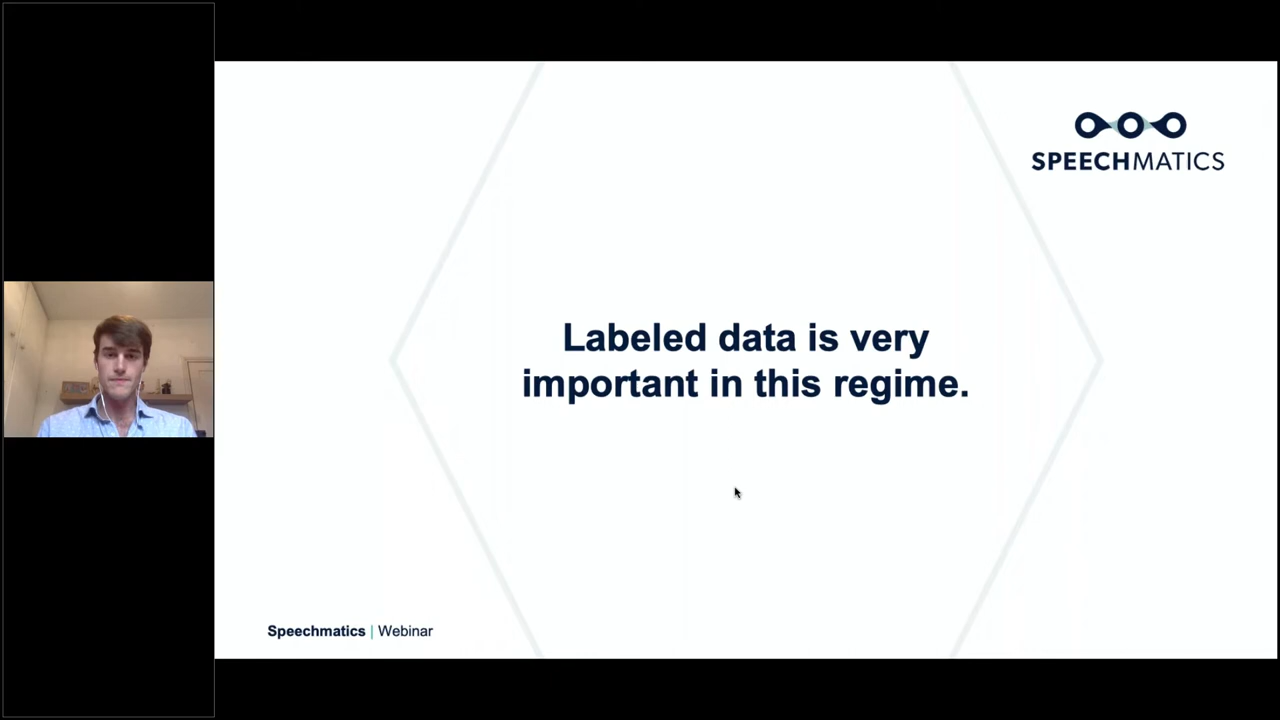 SPEECHMATICS
Labeled data is very
important in this regime.
Speechmatics | Webinar